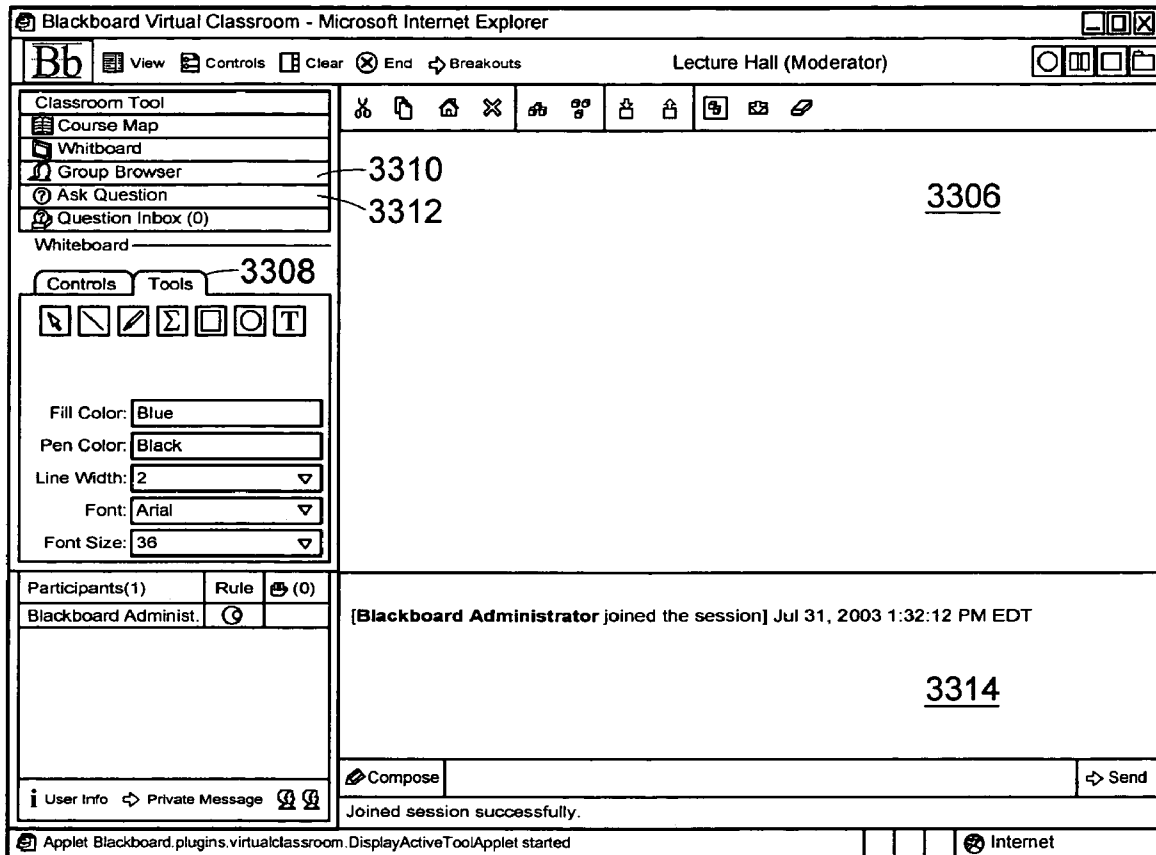 Blackboard Virtual Classroom - Microsoft Internet Explorer
Bb View Controls Clear End Breakouts Lecture Hall (Moderator)
Classroom Tool
Course Map
Whitboard
Group Browser
Ask Question
Question Inbox (0)
3310
3312
3306
Whiteboard
Controls Tools
3308
Σ T
Fill Color: Blue
Pen Color: Black
Line Width: 2
Font: Arial
Font Size: 36
Participants(1) Rule (0)
Blackboard Administ.
[Blackboard Administrator joined the session] Jul 31, 2003 1:32:12 PM EDT
3314
Compose Send
i User Info Private Message
Joined session successfully.
Applet Blackboard.plugins.virtualclassroom.DisplayActiveToolApplet started Internet